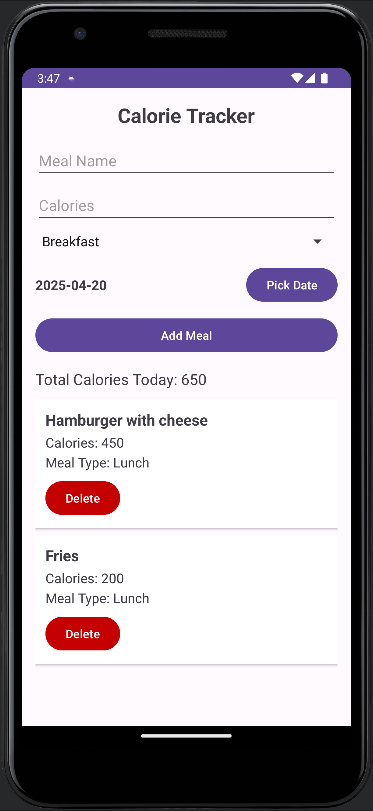 3:47
Calorie Tracker
Meal Name
Calories
Breakfast
2025-04-20
Pick Date
Add Meal
Total Calories Today: 650
Hamburger with cheese
Calories: 450
Meal Type: Lunch
Delete
Fries
Calories: 200
Meal Type: Lunch
Delete